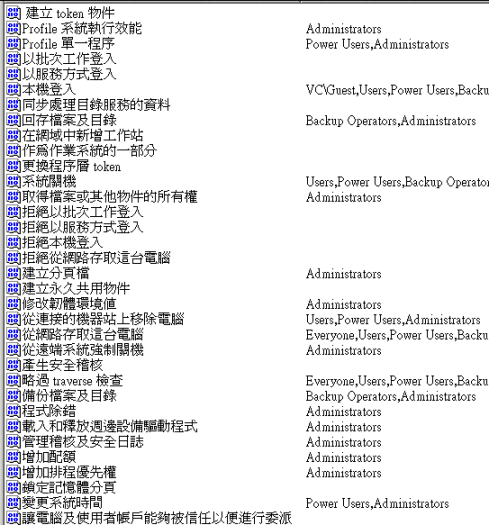 建立 token 物件
Profile 系統執行效能 Administrators
Profile 單一程序 Power Users,Administrators
以批次工作登入
以服務方式登入
本機登入 VC\Guest,Users,Power Users,Backu
同步處理目錄服務的資料
回存檔案及目錄 Backup Operators,Administrators
在網域中新增工作站
作為作業系統的一部分
更換程序層 token
系統關機 Users,Power Users,Backup Operator
取得檔案或其他物件的所有權 Administrators
拒絕以批次工作登入
拒絕以服務方式登入
拒絕本機登入
拒絕從網路存取這台電腦
建立分頁檔 Administrators
建立永久共用物件
修改韌體環境值 Administrators
從連接的機器站上移除電腦 Users,Power Users,Administrators
從網路存取這台電腦 Everyone,Users,Power Users,Backu
從遠端系統強制關機 Administrators
產生安全稽核
略過 traverse 檢查 Everyone,Users,Power Users,Backu
備份檔案及目錄 Backup Operators,Administrators
程式除錯 Administrators
載入和釋放週邊設備驅動程式 Administrators
管理稽核及安全日誌 Administrators
增加配額 Administrators
增加排程優先權 Administrators
鎖定記憶體分頁
變更系統時間 Power Users,Administrators
讓電腦及使用者帳戶能夠被信任以便進行委派